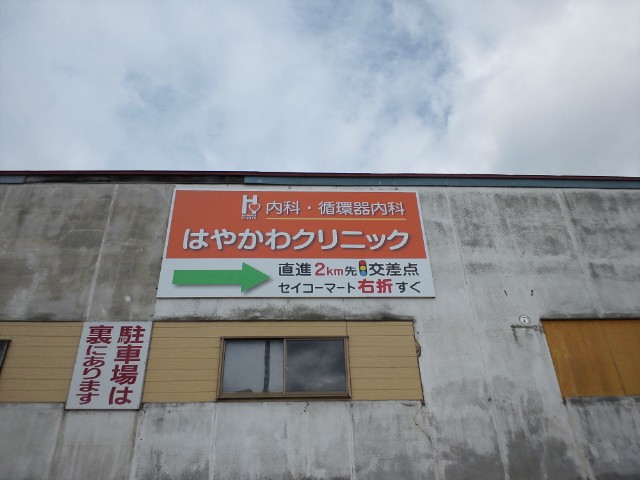 内科・循環器内科
はやかわクリニック
直進2km先交差点
セイコーマート右折すぐ
駐車場は
裏にあります